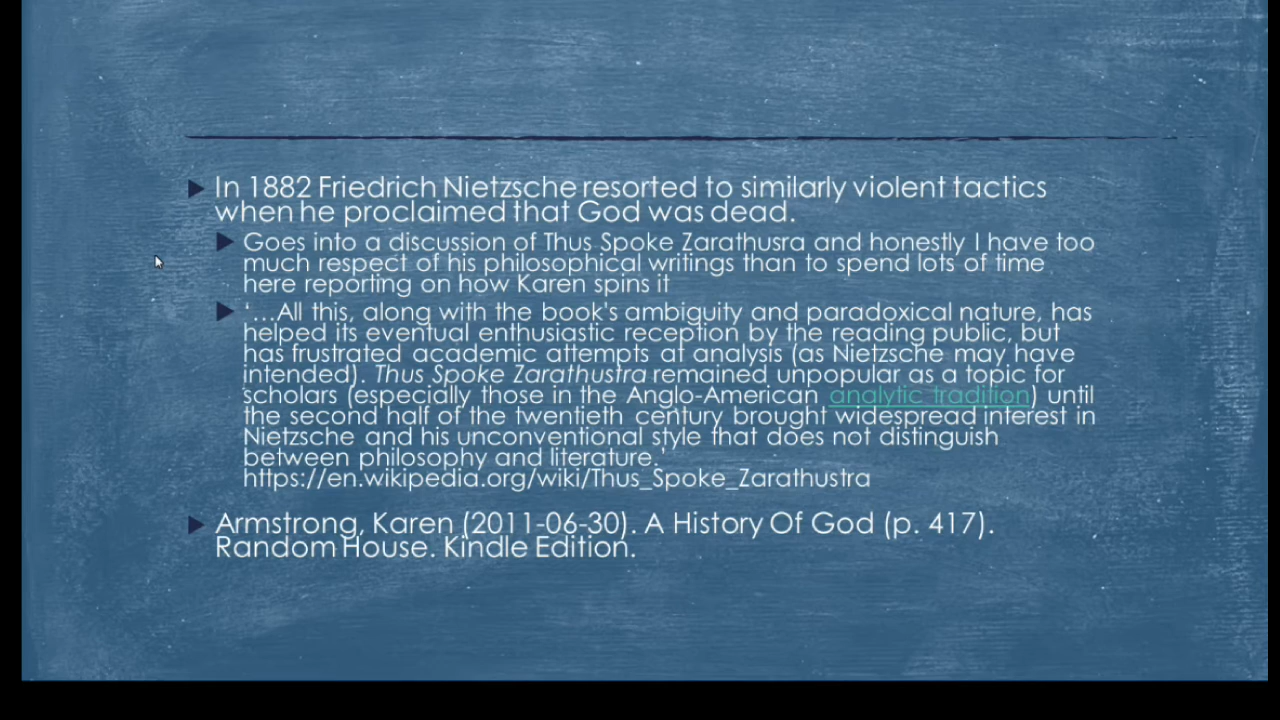 In 1882 Friedrich Nietzsche resorted to similarly violent tactics
when he proclaimed that God was dead.
Goes into a discussion of Thus Spoke Zarathusra and honestly I have too
much respect of his philosophical writings than to spend lots of time
here reporting on how Karen spins it
‘…All this, along with the book's ambiguity and paradoxical nature, has
helped its eventual enthusiastic reception by the reading public, but
has frustrated academic attempts at analysis (as Nietzsche may have
intended). Thus Spoke Zarathustra remained unpopular as a topic for
scholars (especially those in the Anglo-American analytic tradition) until
the second half of the twentieth century brought widespread interest in
Nietzsche and his unconventional style that does not distinguish
between philosophy and literature.’
https://en.wikipedia.org/wiki/Thus_Spoke_Zarathustra
Armstrong, Karen (2011-06-30). A History Of God (p. 417).
Random House. Kindle Edition.